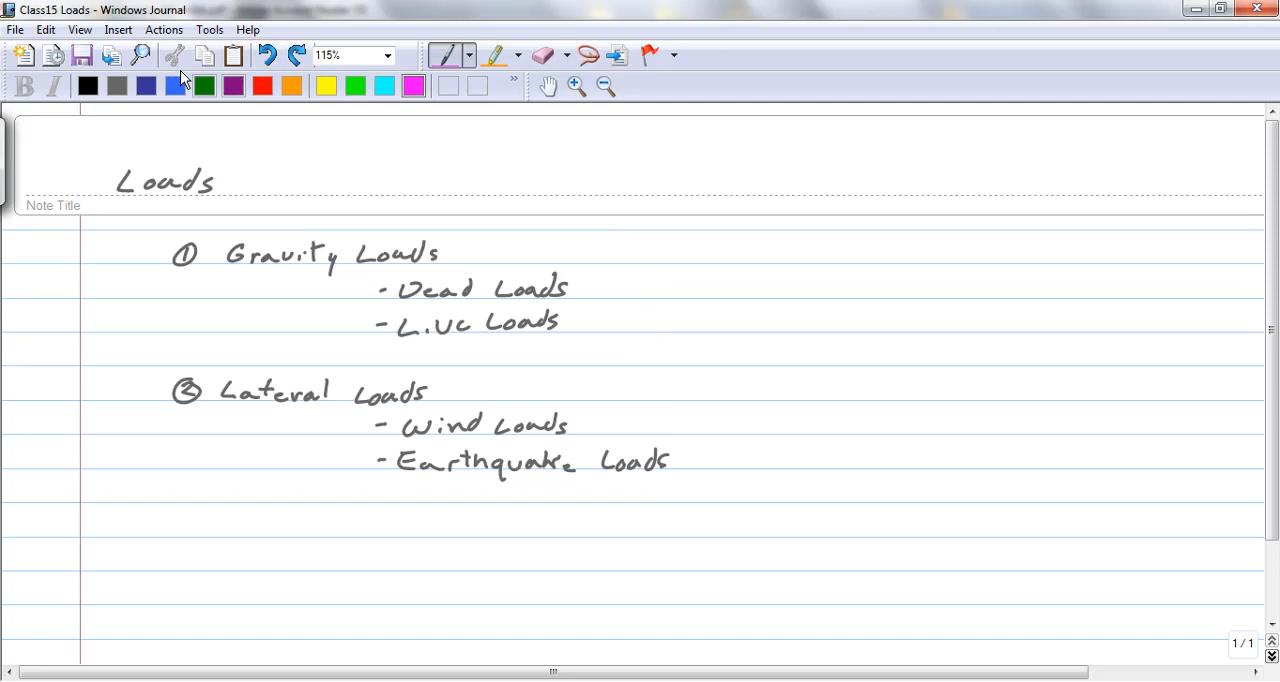 Class15 Loads - Windows Journal
File Edit View Insert Actions Tools Help
115%
B I
Loads
Note Title
① Gravity Loads
- Dead Loads
- Live Loads
② Lateral Loads
- Wind Loads
- Earthquake Loads
1 / 1